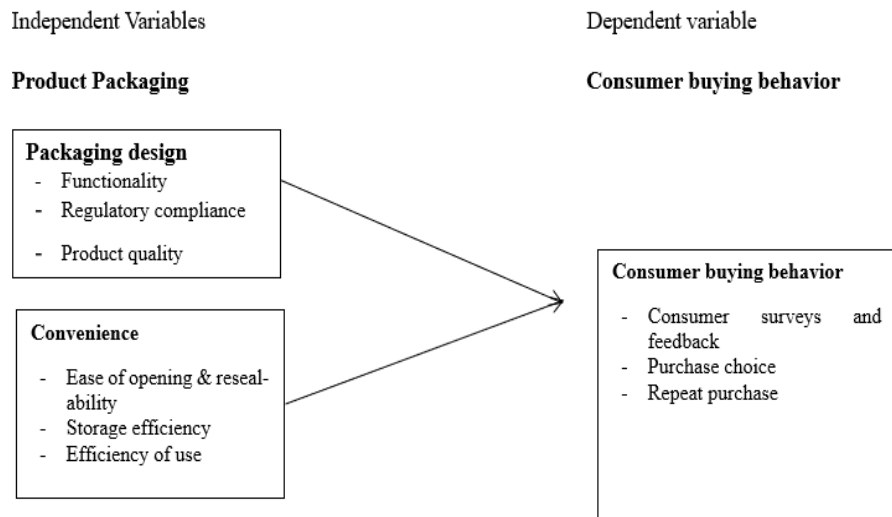 Independent Variables
Dependent variable
Product Packaging
Consumer buying behavior
Packaging design
- Functionality
- Regulatory compliance
- Product quality
Convenience
- Ease of opening & reseal-
ability
- Storage efficiency
- Efficiency of use
Consumer buying behavior
- Consumer surveys and
feedback
- Purchase choice
- Repeat purchase